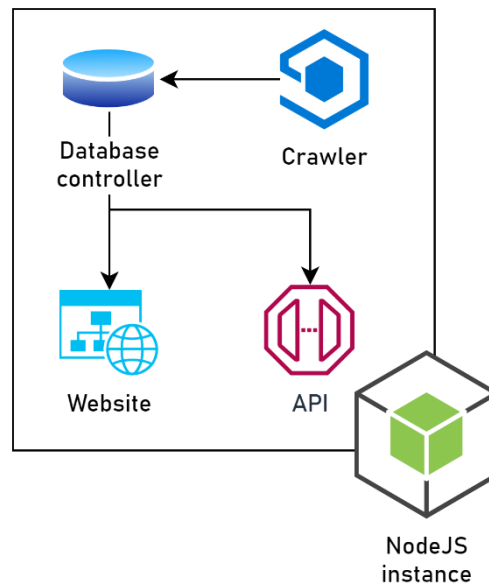 Database
controller
Crawler
Website
API
NodeJS
instance